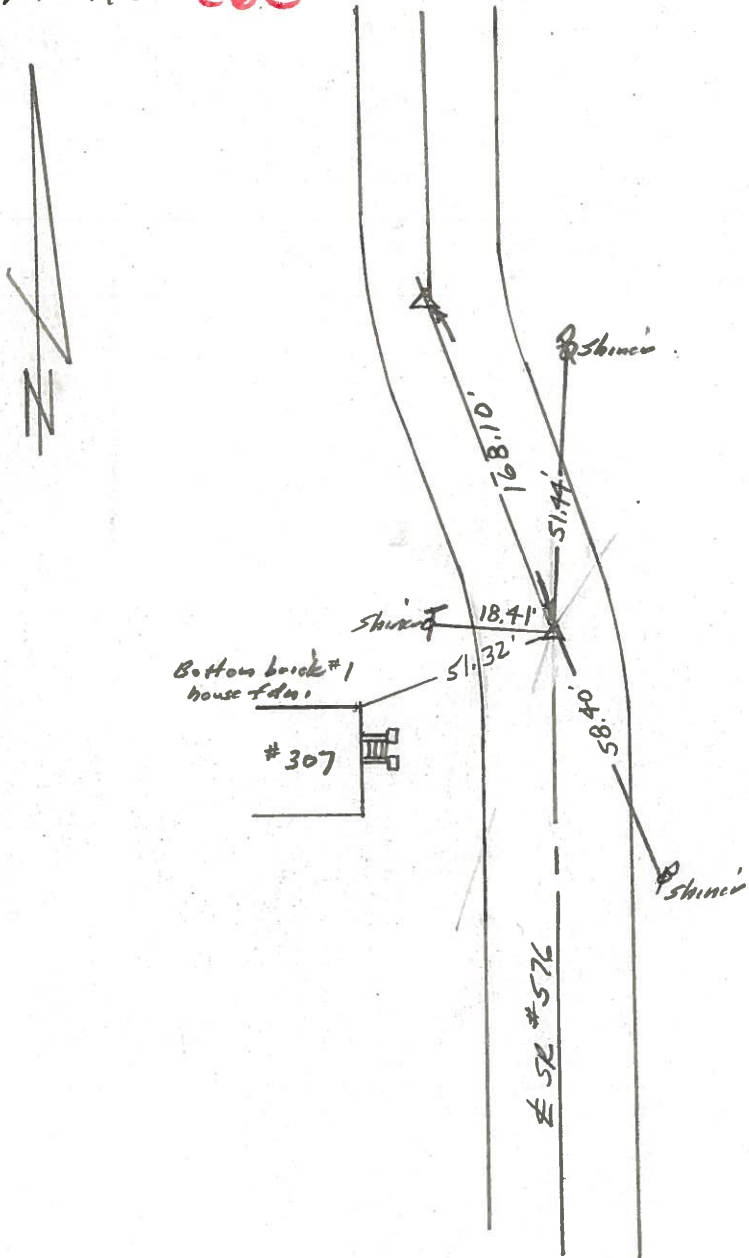 N
Shiner
168.10'
51.44'
Shiner
18.41'
51.32'
Bottom brick #1
house fdn.
#307
58.40'
Shiner
℄ SR #576